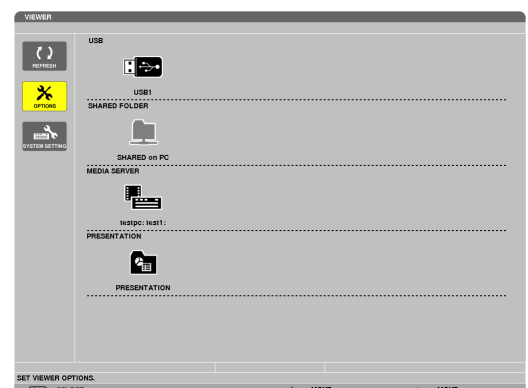 VIEWER
REFRESH
OPTIONS
SYSTEM SETTING
USB
USB1
SHARED FOLDER
SHARED on PC
MEDIA SERVER
testpc: test1:
PRESENTATION
PRESENTATION
SET VIEWER OPTIONS.